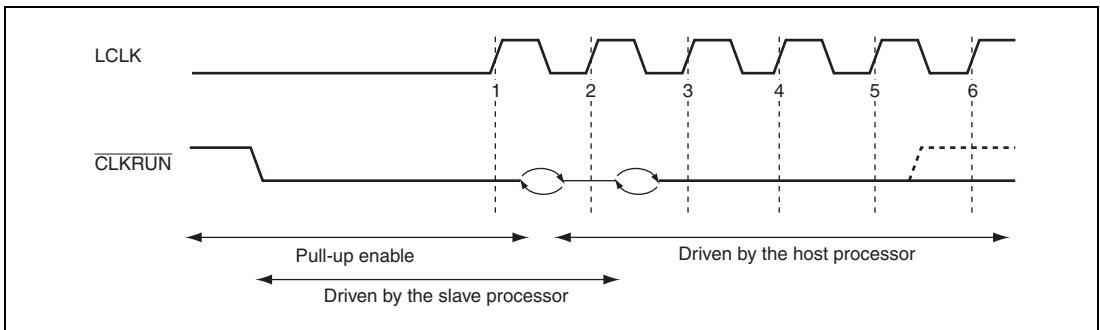 LCLK
1 2 3 4 5 6
CLKRUN
Pull-up enable
Driven by the host processor
Driven by the slave processor